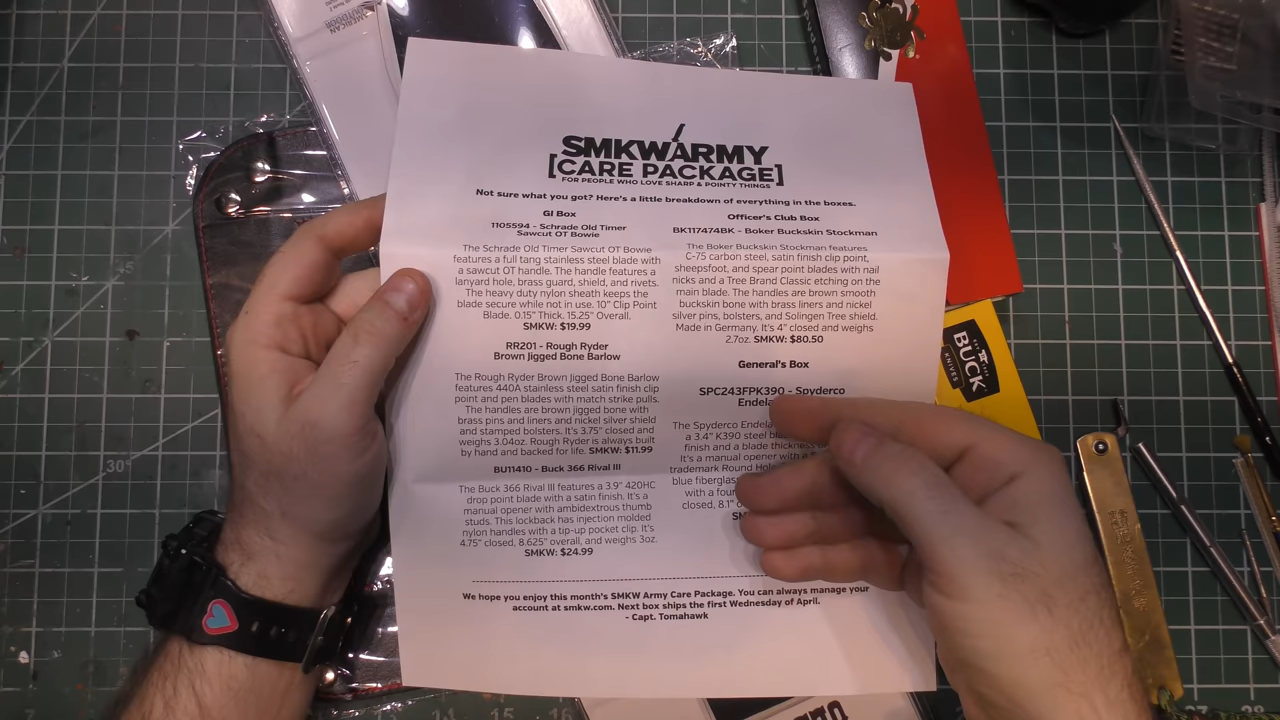 AMERICAN
OUTDOOR
SMKWARMY
[CARE PACKAGE]
FOR PEOPLE WHO LOVE SHARP & POINTY THINGS
Not sure what you got? Here's a little breakdown of everything in the boxes.
GI Box
1105594 - Schrade Old Timer
Sawcut OT Bowie
The Schrade Old Timer Sawcut OT Bowie
features a full tang stainless steel blade with
a sawcut OT handle. The handle features a
lanyard hole, brass guard, shield, and rivets.
The heavy duty nylon sheath keeps the
blade secure while not in use. 10" Clip Point
Blade. 0.15" Thick. 15.25" Overall.
SMKW: $19.99
RR201 - Rough Ryder
Brown Jigged Bone Barlow
The Rough Ryder Brown Jigged Bone Barlow
features 440A stainless steel satin finish clip
point and pen blades with match strike pulls.
The handles are brown jigged bone with
brass pins and liners and nickel silver shield
and stamped bolsters. It's 3.75" closed and
weighs 3.04oz. Rough Ryder is always built
by hand and backed for life. SMKW: $11.99
BU11410 - Buck 366 Rival III
The Buck 366 Rival III features a 3.9" 420HC
drop point blade with a satin finish. It's a
manual opener with ambidextrous thumb
studs. This lockback has injection molded
nylon handles with a tip-up pocket clip. It's
4.75" closed, 8.625" overall, and weighs 3oz.
SMKW: $24.99
Officer's Club Box
BK117474BK - Boker Buckskin Stockman
The Boker Buckskin Stockman features
C-75 carbon steel, satin finish clip point,
sheepsfoot, and spear point blades with nail
nicks and a Tree Brand Classic etching on the
main blade. The handles are brown smooth
buckskin bone with brass liners and nickel
silver pins, bolsters, and Solingen Tree shield.
Made in Germany. It's 4" closed and weighs
2.7oz. SMKW: $80.50
General's Box
SPC243FPK390 - Spyderco
The Spyderco
a 3.4" K390 steel
finish and a blade thickness
It's a manual opener with a
trademark Round
blue
with a
closed, 8.1"
We hope you enjoy this month's SMKW Army Care Package. You can always manage your
account at smkw.com. Next box ships the first Wednesday of April.
- Capt. Tomahawk
BUCK
KNIVES
30°
13 14 15 16
27 28